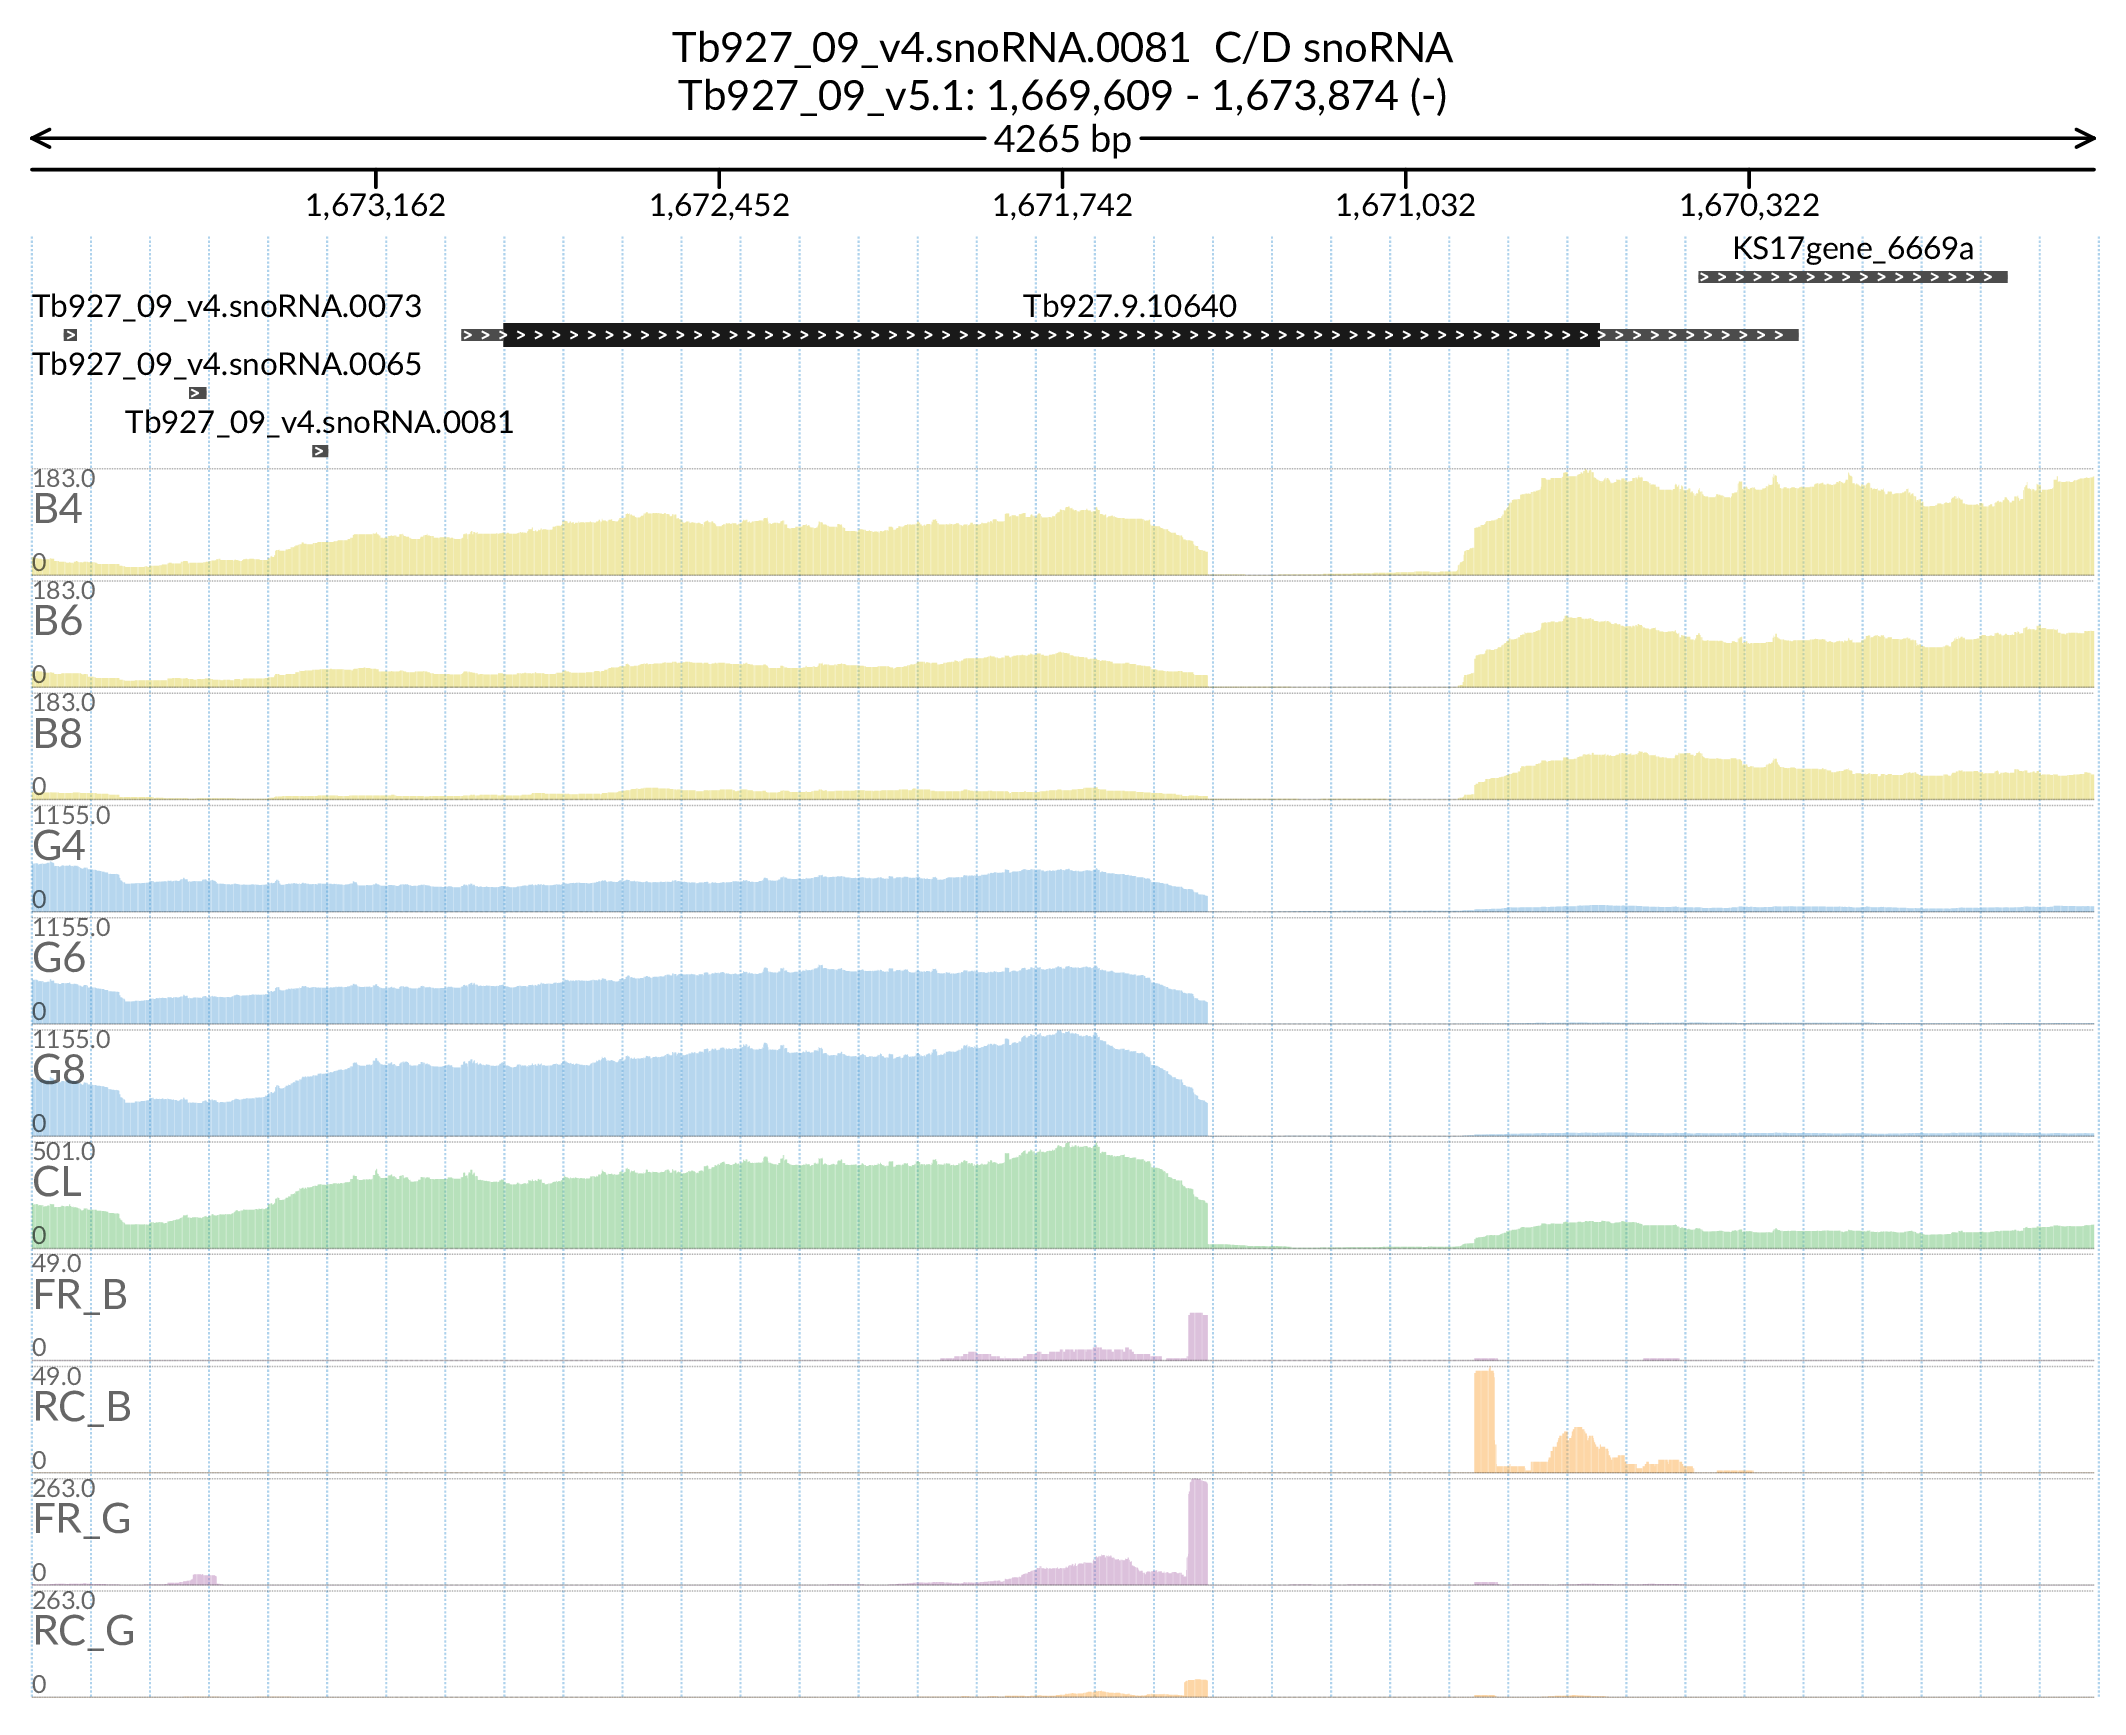 Tb927_09_v4.snoRNA.0081  C/D snoRNA
Tb927_09_v5.1: 1,669,609 - 1,673,874 (-)
4265 bp
1,673,162 1,672,452 1,671,742 1,671,032 1,670,322
KS17gene_6669a
Tb927_09_v4.snoRNA.0073 Tb927.9.10640
Tb927_09_v4.snoRNA.0065
Tb927_09_v4.snoRNA.0081
183.0
B4
0
183.0
B6
0
183.0
B8
0
1155.0
G4
0
1155.0
G6
0
1155.0
G8
0
501.0
CL
0
49.0
FR_B
0
49.0
RC_B
0
263.0
FR_G
0
263.0
RC_G
0